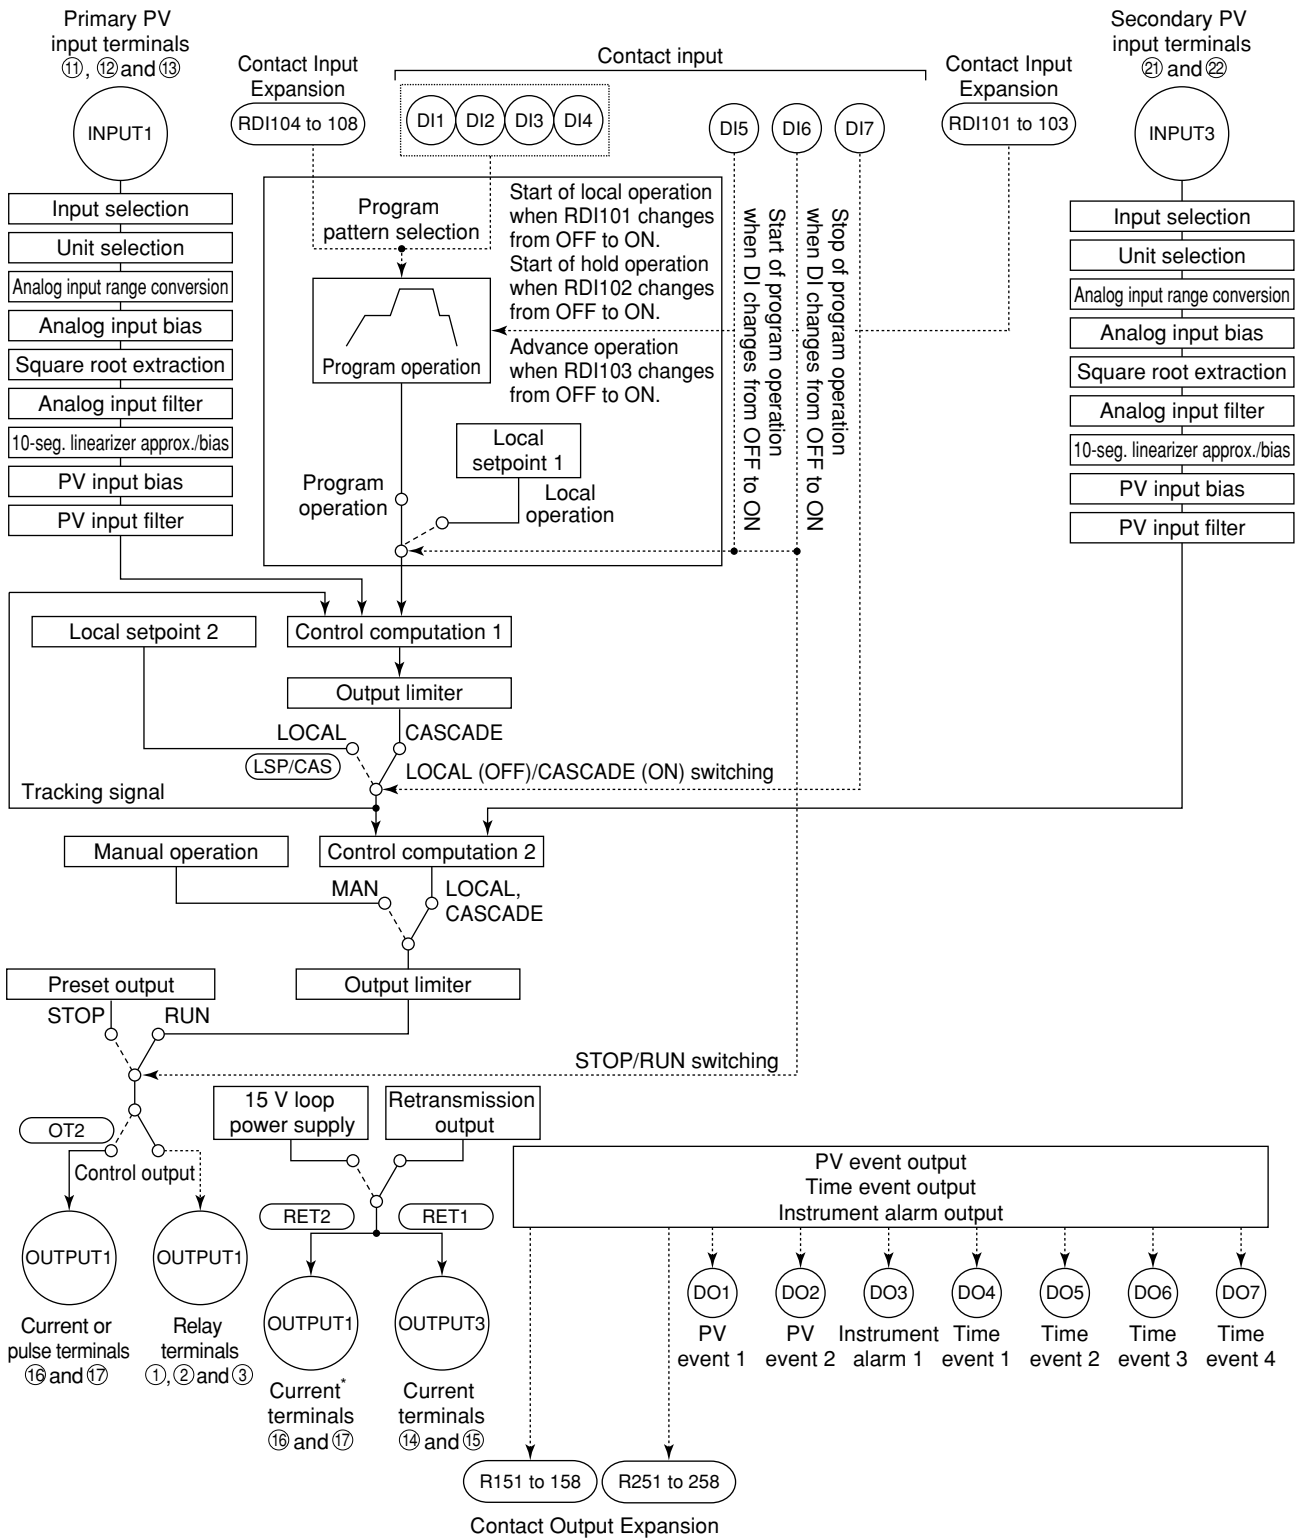 Primary PV
input terminals
⑪, ⑫ and ⑬
INPUT1
Contact Input
Expansion
RDI104 to 108
Contact input
DI1
DI2
DI3
DI4
DI5
DI6
DI7
Contact Input
Expansion
RDI101 to 103
Secondary PV
input terminals
㉑ and ㉒
INPUT3
Input selection
Unit selection
Analog input range conversion
Analog input bias
Square root extraction
Analog input filter
10-seg. linearizer approx./bias
PV input bias
PV input filter
Program
pattern selection
Program operation
Start of local operation
when RDI101 changes
from OFF to ON.
Start of hold operation
when RDI102 changes
from OFF to ON.
Advance operation
when RDI103 changes
from OFF to ON.
Local
setpoint 1
Program
operation
Local
operation
Start of program operation
when DI changes from OFF to ON
Stop of program operation
when DI changes from OFF to ON
Input selection
Unit selection
Analog input range conversion
Analog input bias
Square root extraction
Analog input filter
10-seg. linearizer approx./bias
PV input bias
PV input filter
Local setpoint 2
Control computation 1
Output limiter
LOCAL
CASCADE
LSP/CAS
LOCAL (OFF)/CASCADE (ON) switching
Tracking signal
Manual operation
Control computation 2
MAN
LOCAL,
CASCADE
Preset output
Output limiter
STOP
RUN
STOP/RUN switching
15 V loop
power supply
Retransmission
output
OT2
Control output
RET2
RET1
OUTPUT1
OUTPUT1
OUTPUT1
OUTPUT3
Current or
pulse terminals
⑯ and ⑰
Relay
terminals
①, ② and ③
Current*
terminals
⑯ and ⑰
Current
terminals
⑭ and ⑮
PV event output
Time event output
Instrument alarm output
DO1
DO2
DO3
DO4
DO5
DO6
DO7
PV
event 1
PV
event 2
Instrument
alarm 1
Time
event 1
Time
event 2
Time
event 3
Time
event 4
R151 to 158
R251 to 258
Contact Output Expansion